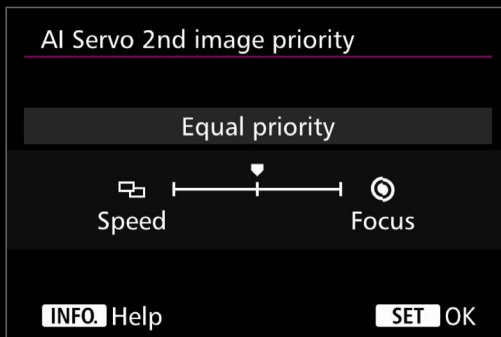 AI Servo 2nd image priority
Equal priority
Speed Focus
INFO. Help SET OK